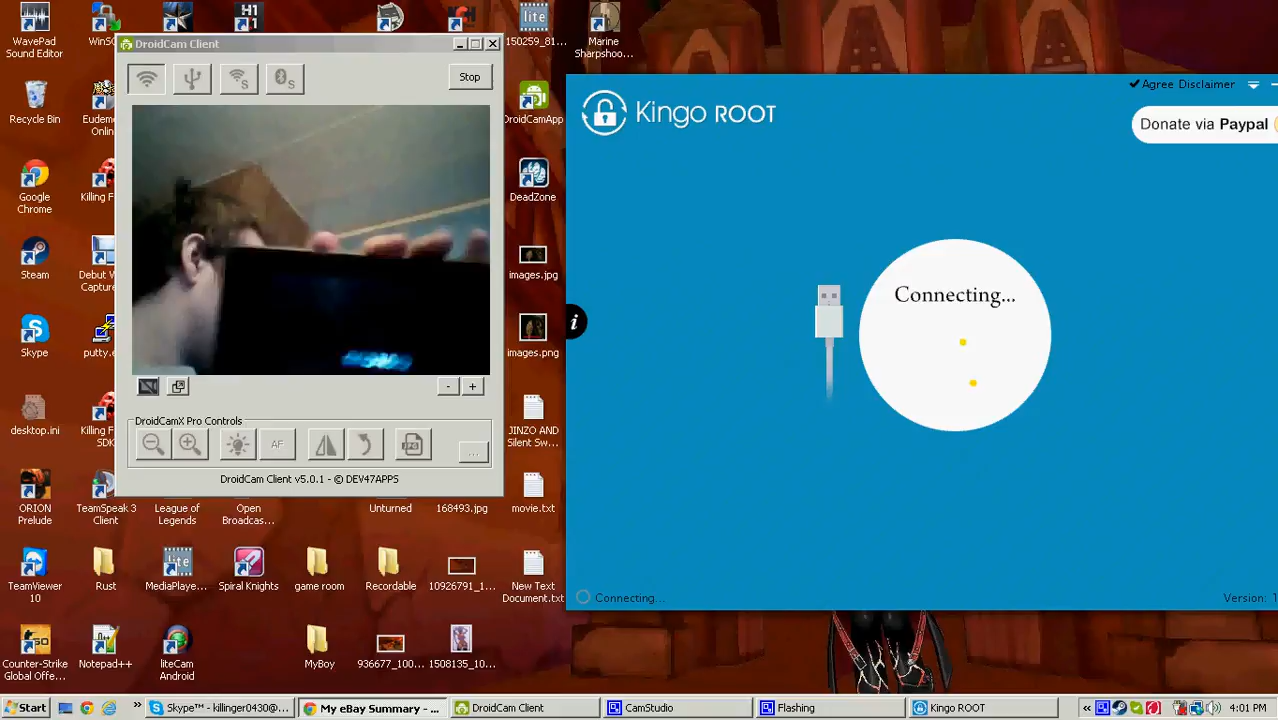 WavePad
Sound Editor
WinSC
H1
lite
150259_81...
Marine
Sharpshoo...
DroidCam Client
Stop
Agree Disclaimer
Kingo ROOT
Donate via Paypal
Recycle Bin
Eudem
Online
DroidCamApp
Google
Chrome
Killing F
DeadZone
Steam
Debut W
Capture
images.jpg
Connecting...
i
Skype
putty.e
images.png
- +
DroidCamX Pro Controls
AF
JPG
...
desktop.ini
Killing F
SDK
JINZO AND
Silent Sw...
DroidCam Client v5.0.1 - © DEV47APPS
ORION
Prelude
TeamSpeak 3
Client
League of
Legends
Open
Broadcas...
Unturned
168493.jpg
movie.txt
TeamViewer
10
Rust
lite
MediaPlaye...
Spiral Knights
game room
Recordable
10926791_1...
New Text
Document.txt
Connecting...
Version: 1
Counter-Strike
Global Offe...
Notepad++
liteCam
Android
MyBoy
936677_100...
1508135_10...
Start
»
Skype™ - killinger0430@...
My eBay Summary - ...
DroidCam Client
CamStudio
Flashing
Kingo ROOT
«
4:01 PM